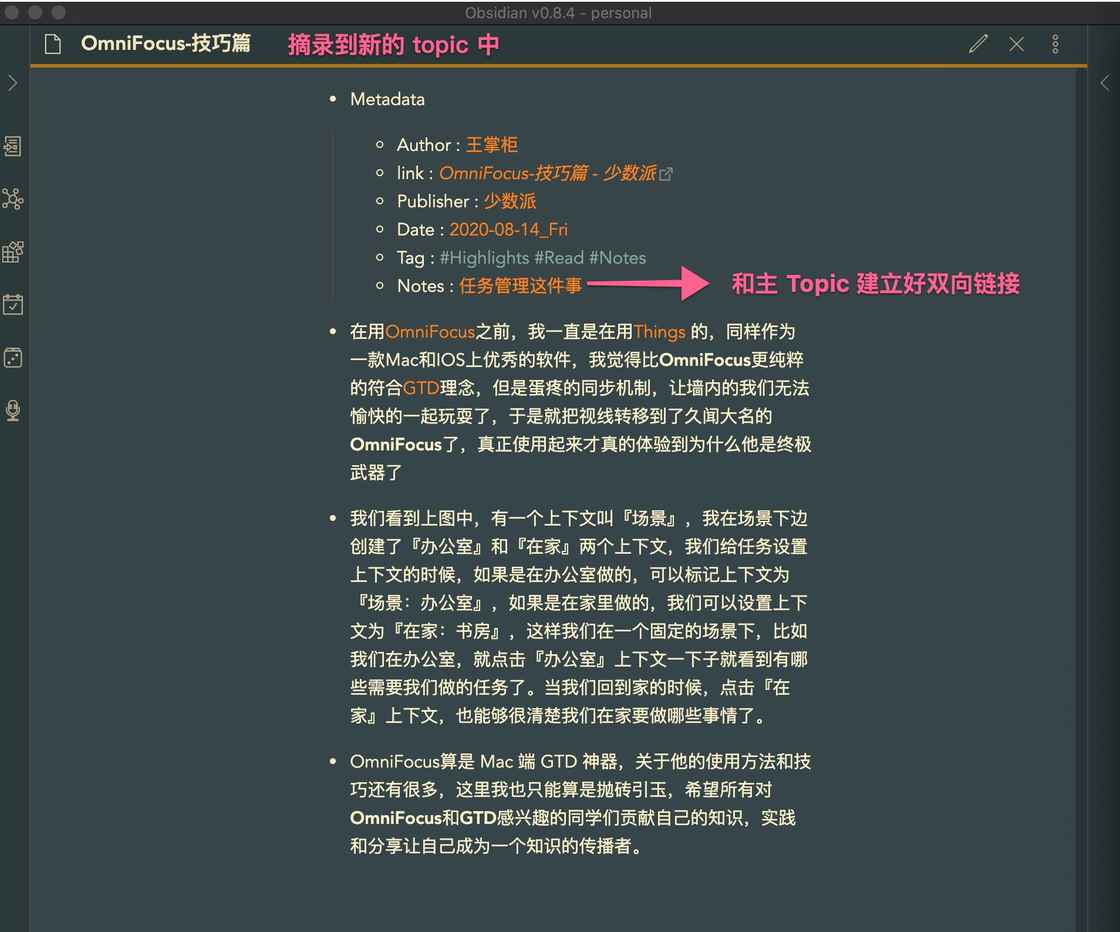 Obsidian v0.8.4 - personal
OmniFocus-技巧篇 摘录到新的 topic 中
Metadata
Author : 王掌柜
link : OmniFocus-技巧篇 - 少数派
Publisher : 少数派
Date : 2020-08-14_Fri
Tag : #Highlights #Read #Notes
Notes : 任务管理这件事 和主 Topic 建立好双向链接
在用OmniFocus之前，我一直是在用Things 的，同样作为
一款Mac和IOS上优秀的软件，我觉得比OmniFocus更纯粹
的符合GTD理念，但是蛋疼的同步机制，让墙内的我们无法
愉快的一起玩耍了，于是就把视线转移到了久闻大名的
OmniFocus了，真正使用起来才真的体验到为什么他是终极
武器了
我们看到上图中，有一个上下文叫『场景』，我在场景下边
创建了『办公室』和『在家』两个上下文，我们给任务设置
上下文的时候，如果是在办公室做的，可以标记上下文为
『场景：办公室』，如果是在家里做的，我们可以设置上下
文为『在家：书房』，这样我们在一个固定的场景下，比如
我们在办公室，就点击『办公室』上下文一下子就看到有哪
些需要我们做的任务了。当我们回到家的时候，点击『在
家』上下文，也能够很清楚我们在家要做哪些事情了。
OmniFocus算是 Mac 端 GTD 神器，关于他的使用方法和技
巧还有很多，这里我也只能算是抛砖引玉，希望所有对
OmniFocus和GTD感兴趣的同学们贡献自己的知识，实践
和分享让自己成为一个知识的传播者。